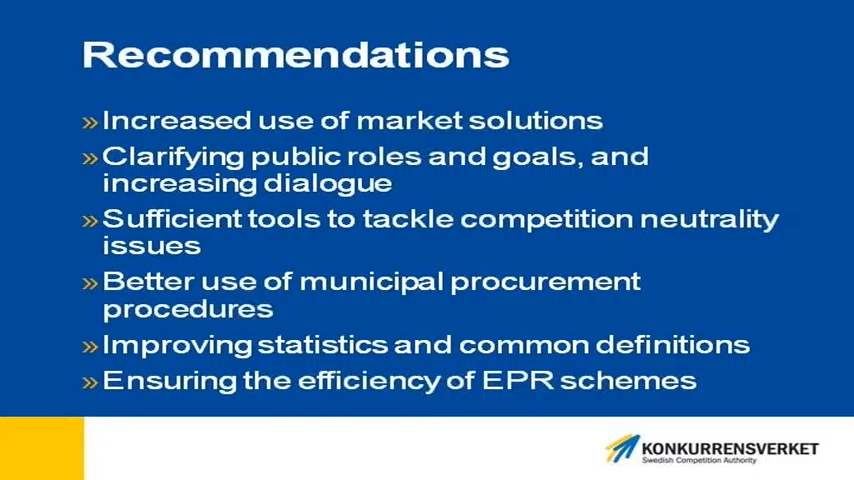 Recommendations
» Increased use of market solutions
» Clarifying public roles and goals, and
increasing dialogue
» Sufficient tools to tackle competition neutrality
issues
» Better use of municipal procurement
procedures
» Improving statistics and common definitions
» Ensuring the efficiency of EPR schemes
KONKURRENSVERKET
Swedish Competition Authority